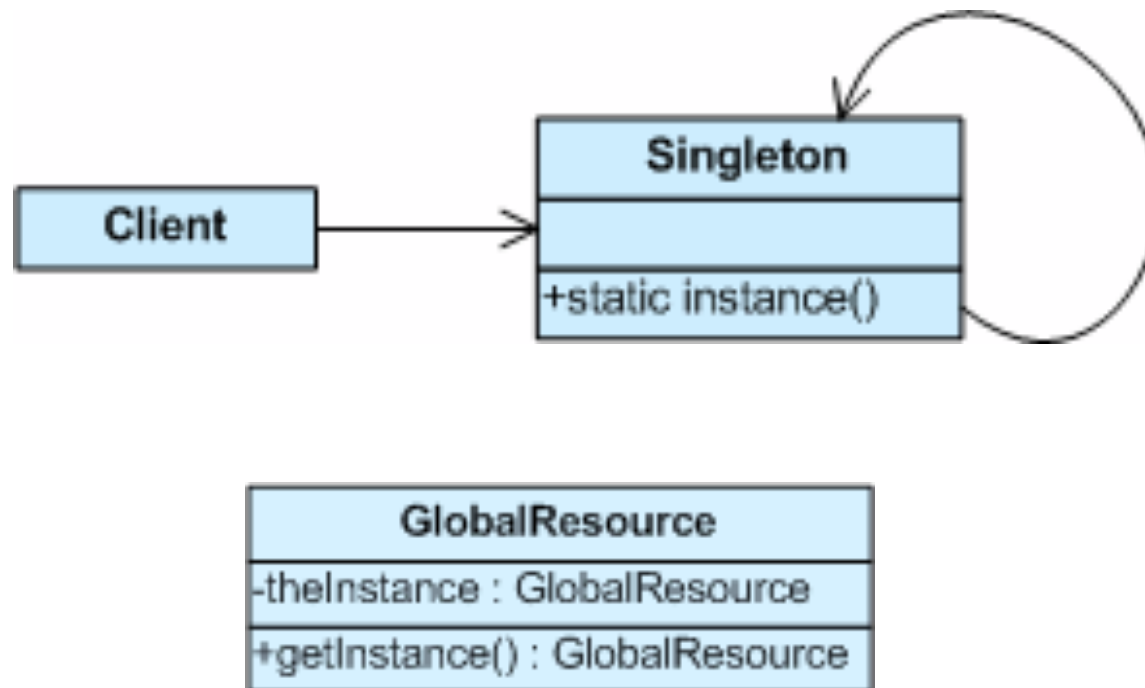 Singleton
Client
+static instance()
GlobalResource
-theInstance : GlobalResource
+getInstance() : GlobalResource